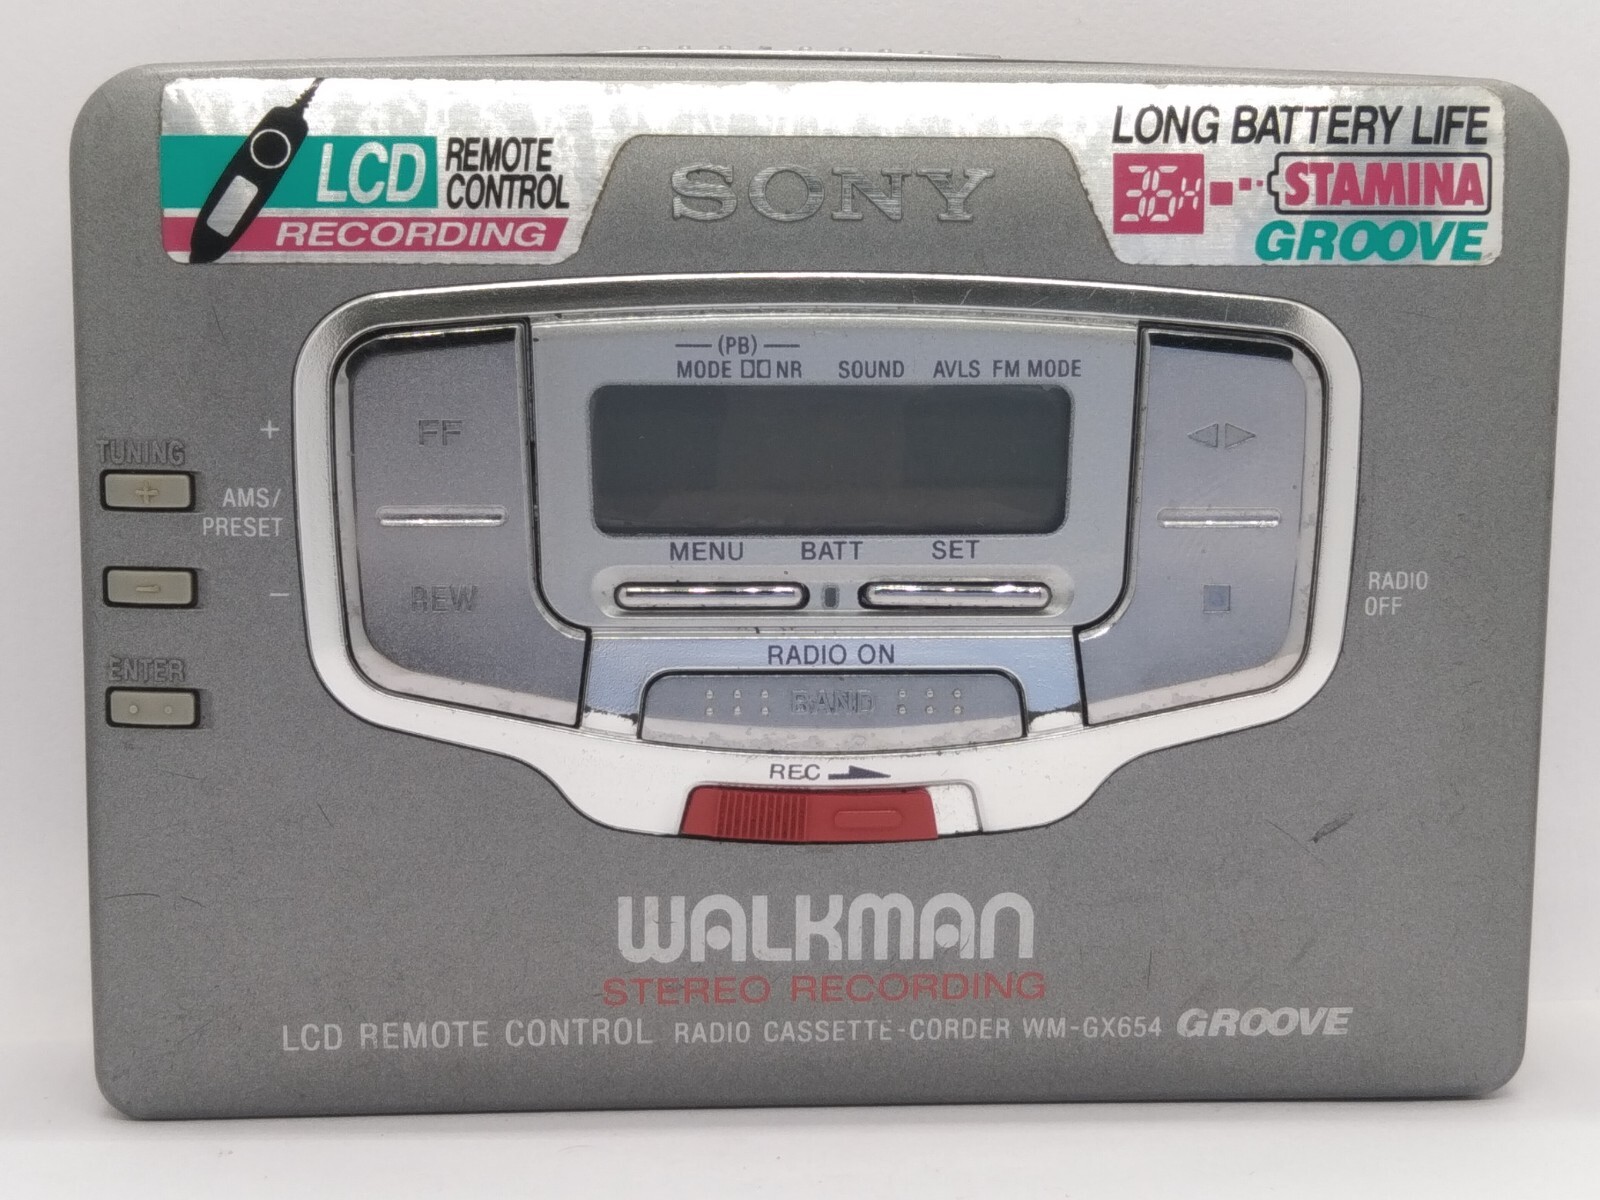 LCD REMOTE
CONTROL
RECORDING
SONY
LONG BATTERY LIFE
36H STAMINA
GROOVE
(PB)
MODE NR SOUND AVLS FM MODE
FF
TUNING
+
+
AMS/
PRESET
MENU BATT SET
-
-
REW
RADIO
OFF
ENTER
RADIO ON
BAND
REC
WALKMAN
STEREO RECORDING
LCD REMOTE CONTROL RADIO CASSETTE-CORDER WM-GX654 GROOVE